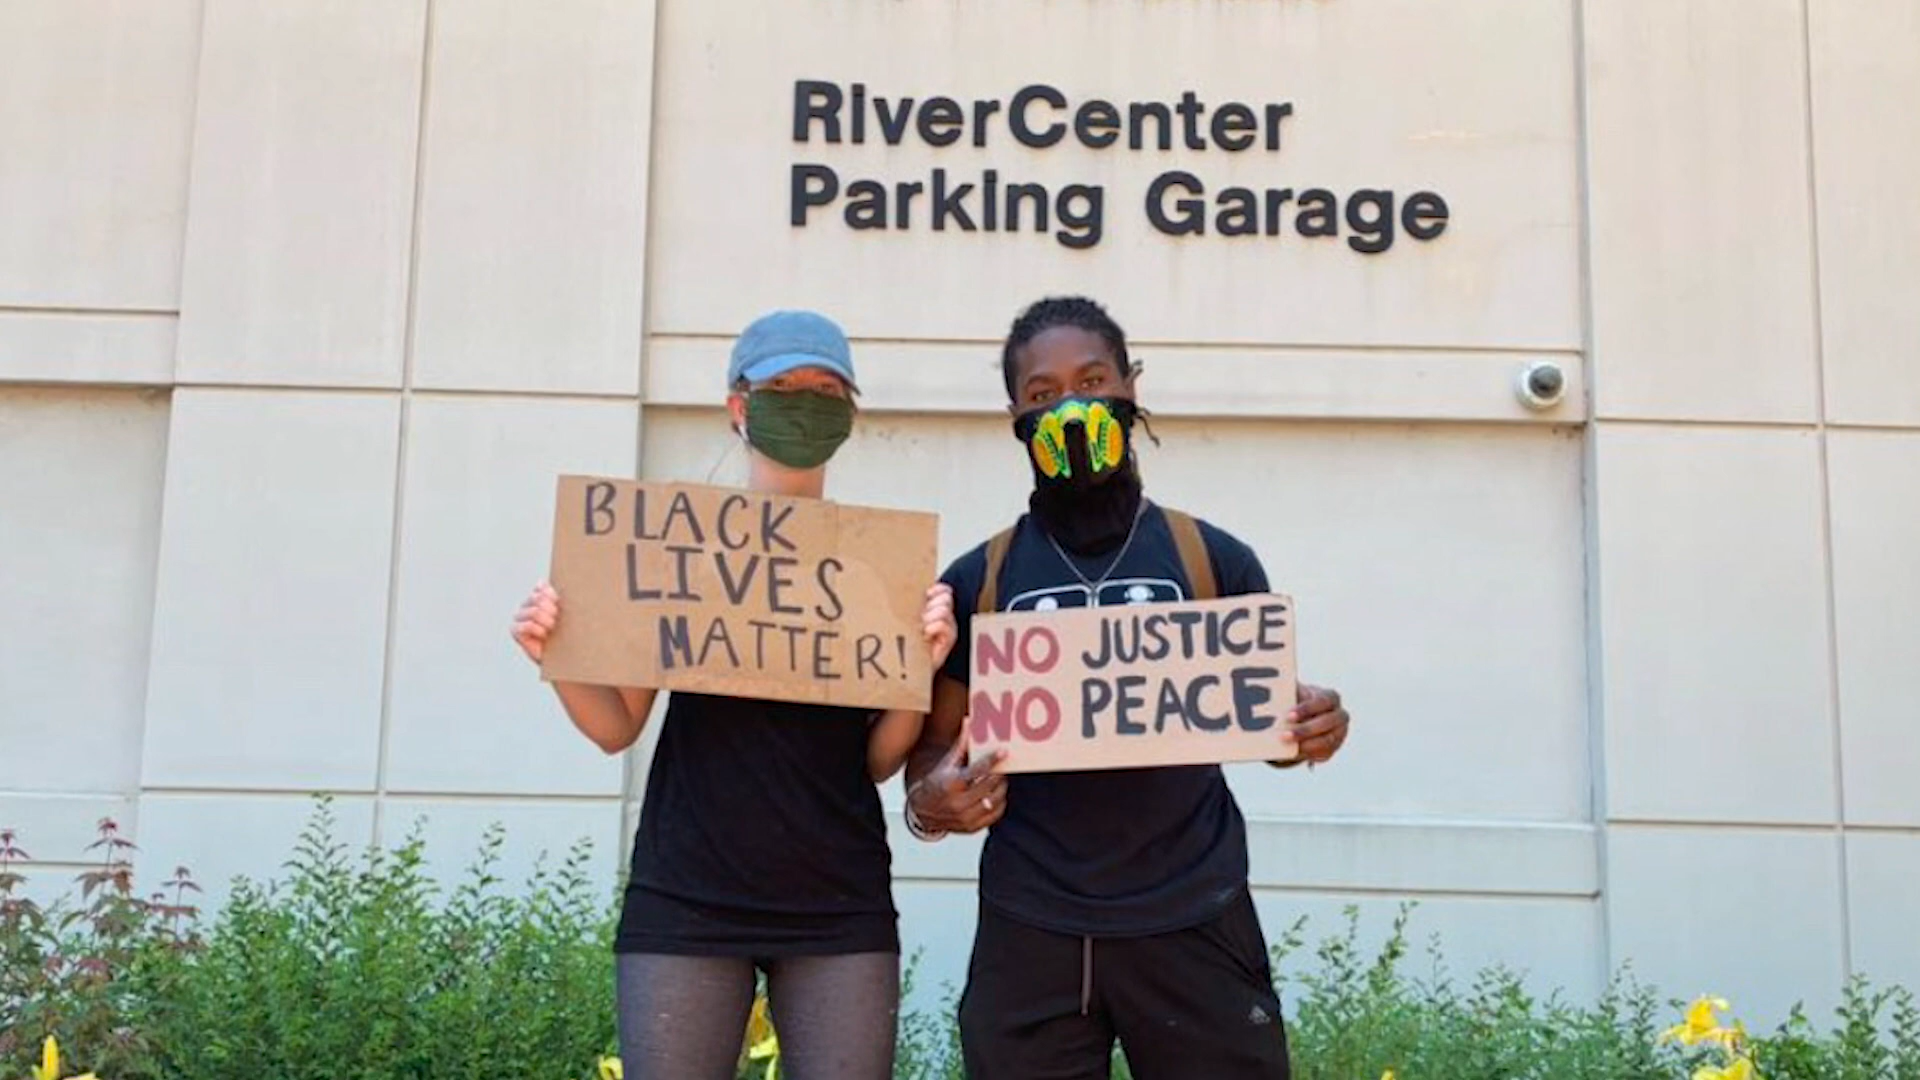 RiverCenter
Parking Garage
BLACK
LIVES
MATTER!
NO JUSTICE
NO PEACE